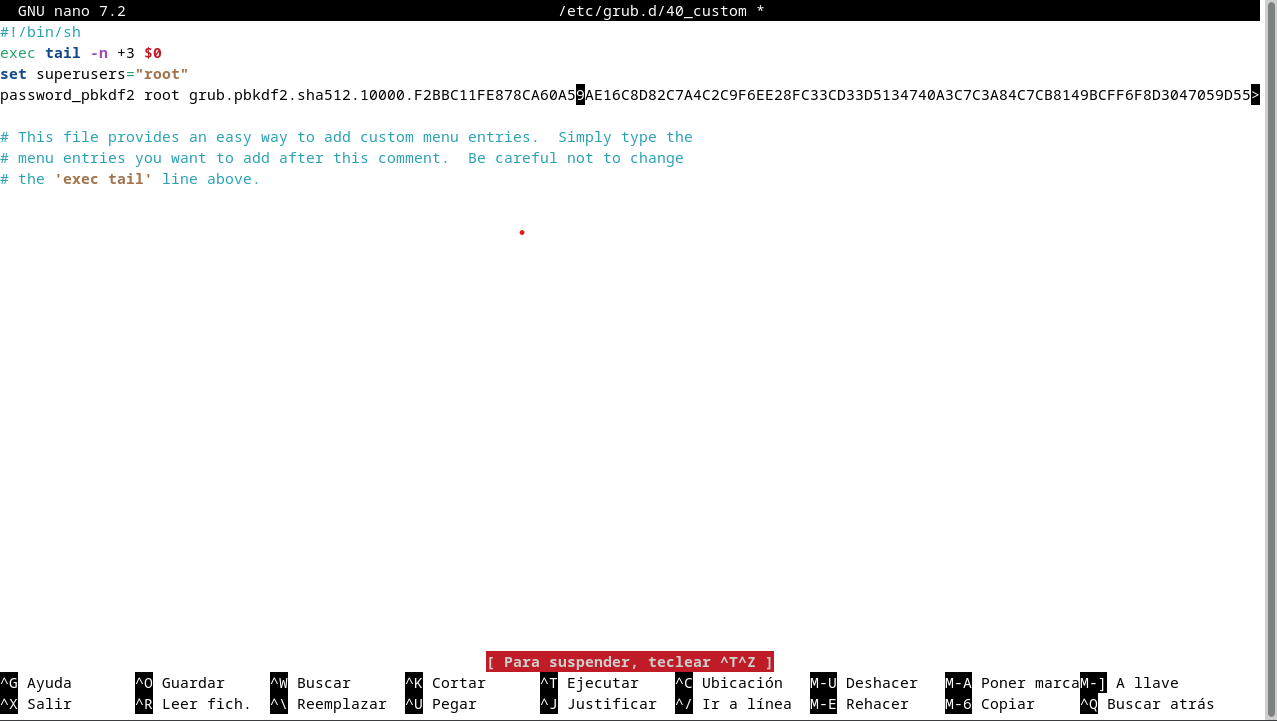 GNU nano 7.2 /etc/grub.d/40_custom *
#!/bin/sh
exec tail -n +3 $0
set superusers="root"
password_pbkdf2 root grub.pbkdf2.sha512.10000.F2BBC11FE878CA60A59AE16C8D82C7A4C2C9F6EE28FC33CD33D5134740A3C7C3A84C7CB8149BCFF6F8D3047059D55>
# This file provides an easy way to add custom menu entries.  Simply type the
# menu entries you want to add after this comment.  Be careful not to change
# the 'exec tail' line above.
[ Para suspender, teclear ^T^Z ]
^G Ayuda ^O Guardar ^W Buscar ^K Cortar ^T Ejecutar ^C Ubicación M-U Deshacer M-A Poner marca M-] A llave
^X Salir ^R Leer fich. ^\ Reemplazar ^U Pegar ^J Justificar ^/ Ir a línea M-E Rehacer M-6 Copiar ^Q Buscar atrás